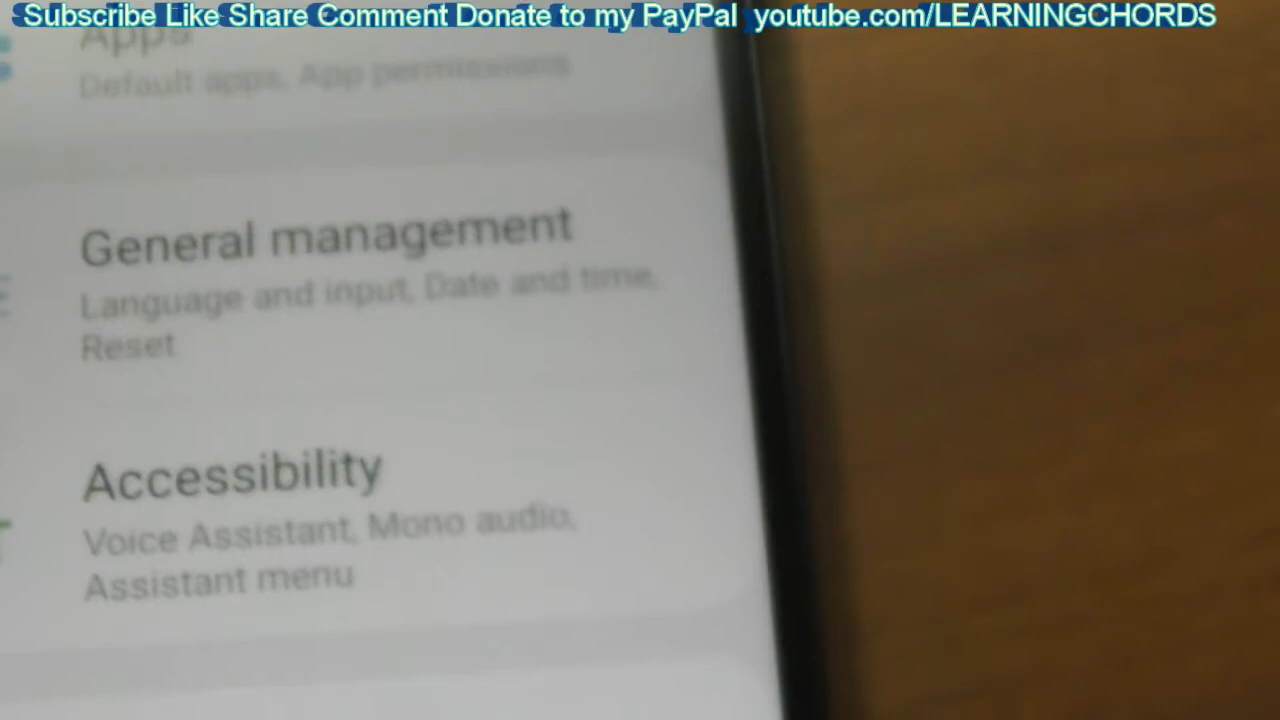 Subscribe Like Share Comment Donate to my PayPal youtube.com/LEARNINGCHORDS
Apps
Default apps, App permissions
General management
Language and input, Date and time,
Reset
Accessibility
Voice Assistant, Mono audio,
Assistant menu